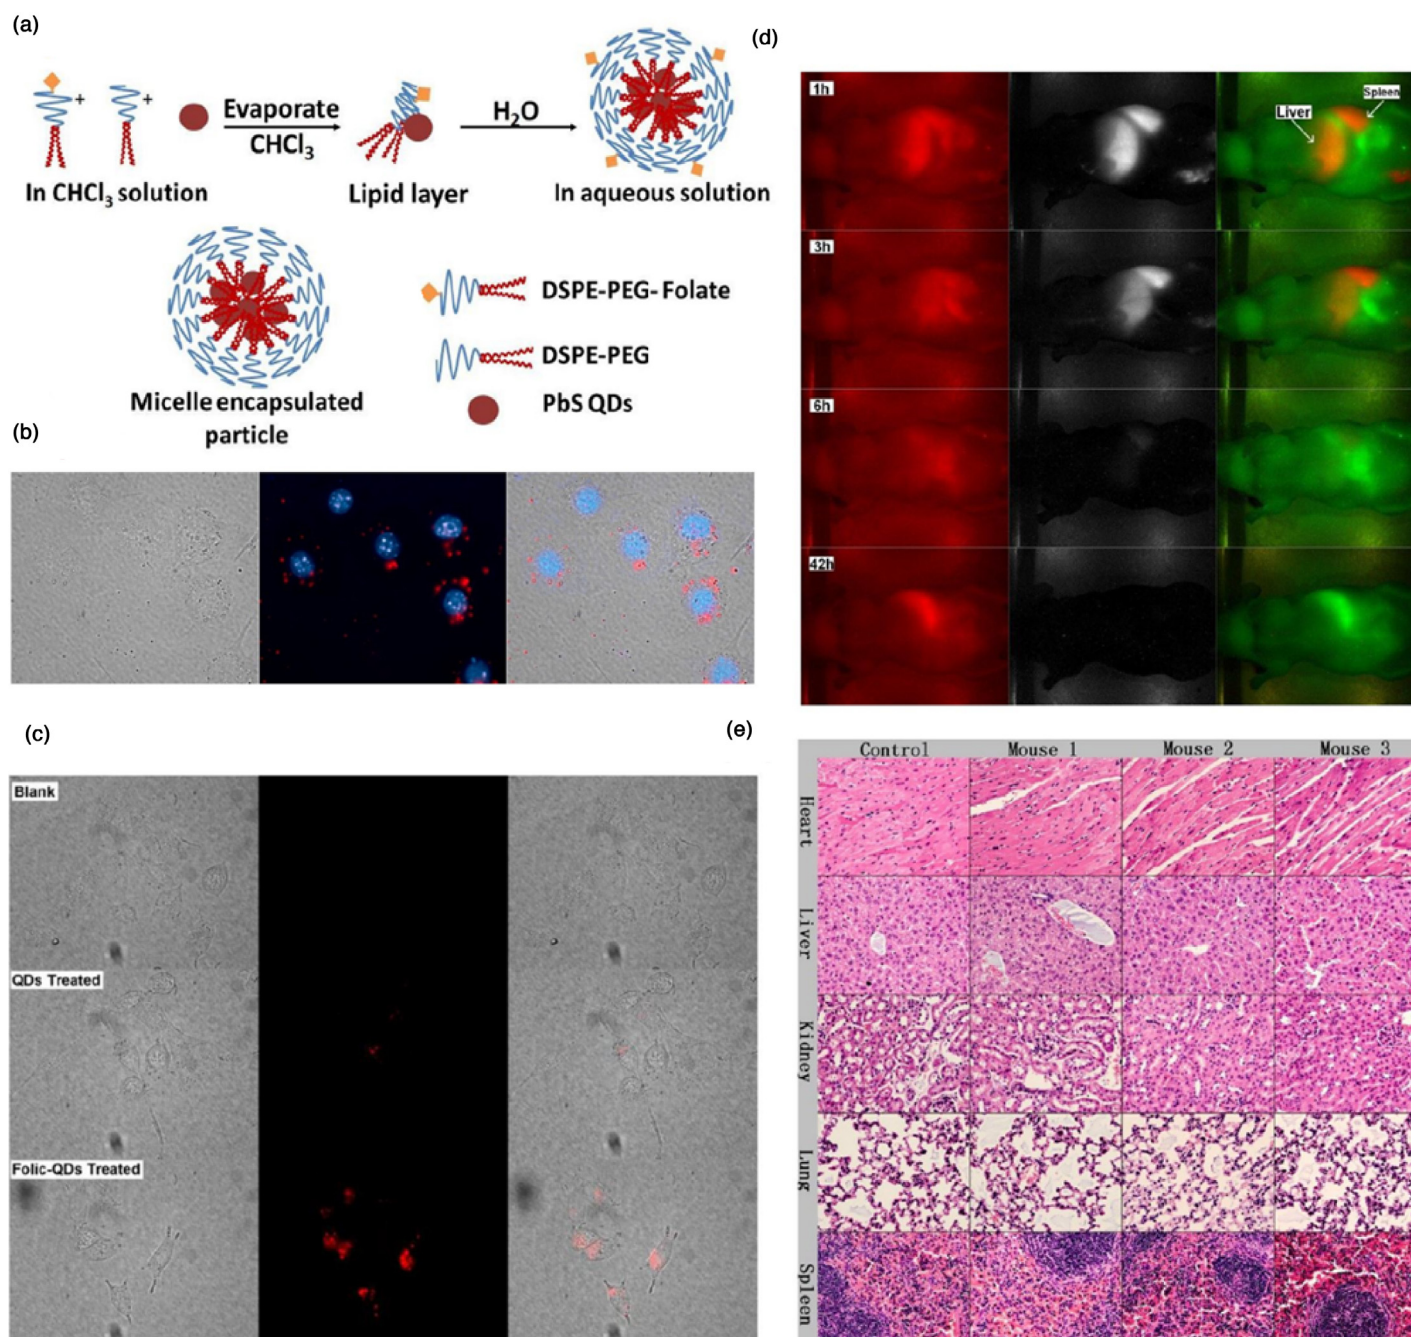 (a)
Evaporate
CHCl₃
H₂O
In CHCl₃ solution
Lipid layer
In aqueous solution
+
+
Micelle encapsulated
particle
DSPE-PEG-Folate
DSPE-PEG
PbS QDs
(b)
(c)
Blank
QDs Treated
Folic-QDs Treated
(d)
1h
Liver
Spleen
3h
6h
42h
(e)
Control Mouse 1 Mouse 2 Mouse 3
Heart
Liver
Kidney
Lung
Spleen